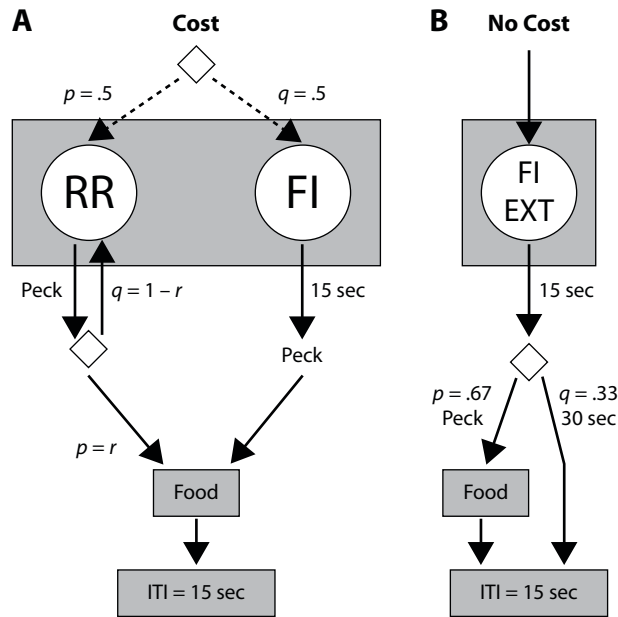 A
Cost
p = .5
q = .5
RR
FI
Peck
q = 1 – r
15 sec
Peck
p = r
Food
ITI = 15 sec
B
No Cost
FI
EXT
15 sec
p = .67
Peck
q = .33
30 sec
Food
ITI = 15 sec